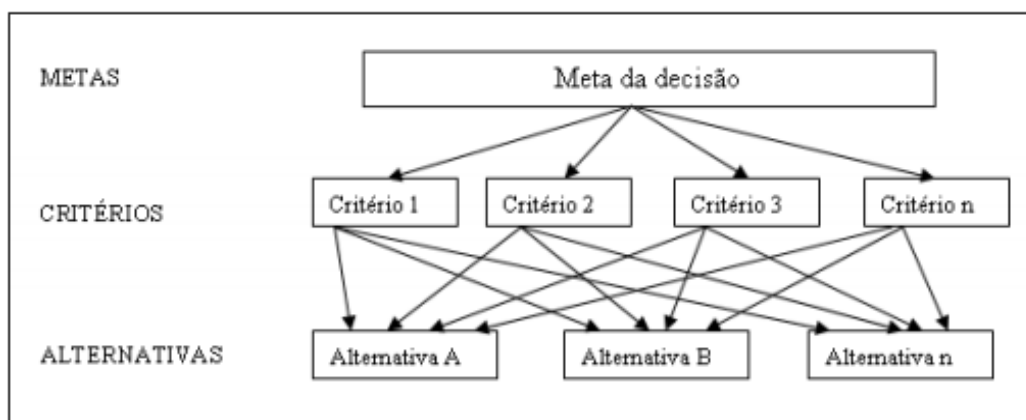 METAS
Meta da decisão
CRITÉRIOS
Critério 1
Critério 2
Critério 3
Critério n
ALTERNATIVAS
Alternativa A
Alternativa B
Alternativa n